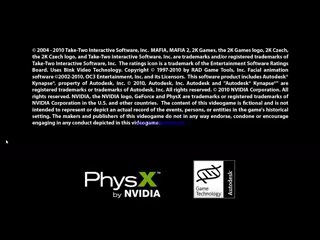 © 2004 - 2010 Take-Two Interactive Software, Inc. MAFIA, MAFIA 2, 2K Games, the 2K Games logo, 2K Czech,
the 2K Czech logo, and Take-Two Interactive Software, Inc. are trademarks and/or registered trademarks of
Take-Two Interactive Software, Inc. The ratings icon is a trademark of the Entertainment Software Ratings
Board. Uses Bink Video Technology. Copyright © 1997-2010 by RAD Game Tools, Inc. Facial animation
software ©2002-2010, OC3 Entertainment, Inc. and its Licensors. This software product includes Autodesk®
Kynapse®, property of Autodesk, Inc. © 2010, Autodesk, Inc. Autodesk and "Autodesk Kynapse®" are
registered trademarks or trademarks of Autodesk, Inc. All rights reserved. © 2010 NVIDIA Corporation. All
rights reserved. NVIDIA, the NVIDIA logo, GeForce and PhysX are trademarks or registered trademarks of
NVIDIA Corporation in the U.S. and other countries. The content of this videogame is fictional and is not
intended to represent or depict an actual record of the events, persons, or entities in the game's historical
setting. The makers and publishers of this videogame do not in any way endorse, condone or encourage
engaging in any conduct depicted in this videogame.
PhysX™
by NVIDIA
Game
Technology
Autodesk